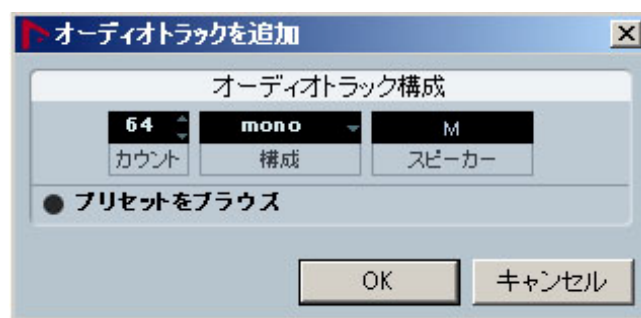 オーディオトラックを追加
オーディオトラック構成
64 mono M
カウント 構成 スピーカー
プリセットをブラウズ
OK キャンセル